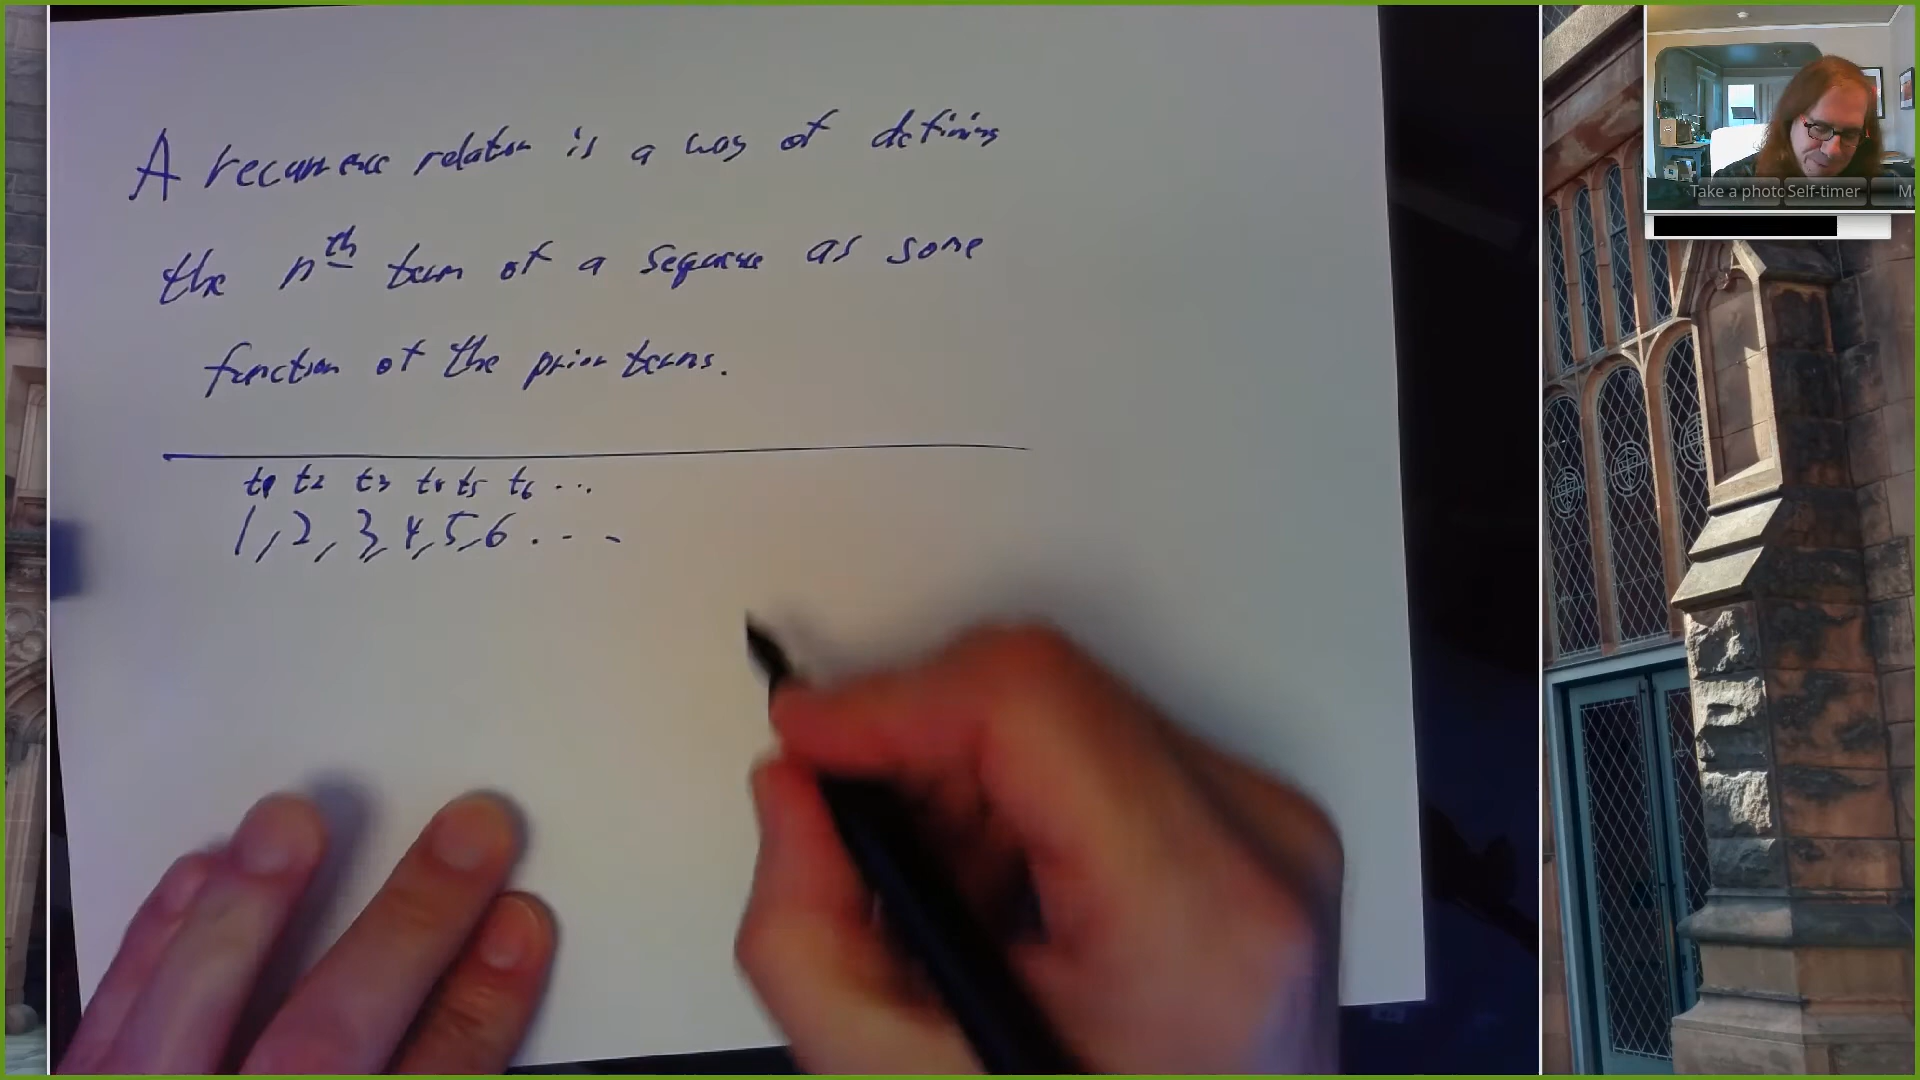 A recurrence relation is a way of defining
the nth term of a sequence as some
function of the prior terms.
t1 t2 t3 t4 t5 t6 ...
1, 2, 3, 4, 5, 6 ...
Take a photo Self-timer